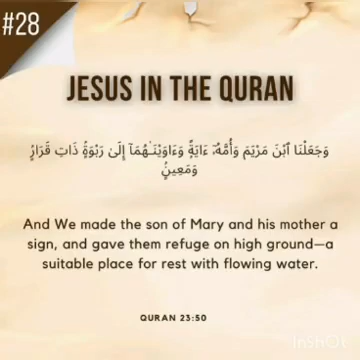 #28
JESUS IN THE QURAN
وَجَعَلْنَا ٱبْنَ مَرْيَمَ وَأُمَّهُۥٓ ءَايَةًۭ وَءَاوَيْنَـٰهُمَآ إِلَىٰ رَبْوَةٍۢ ذَاتِ قَرَارٍۢ
وَمَعِينٍۢ
And We made the son of Mary and his mother a
sign, and gave them refuge on high ground—a
suitable place for rest with flowing water.
QURAN 23:50
InShOt